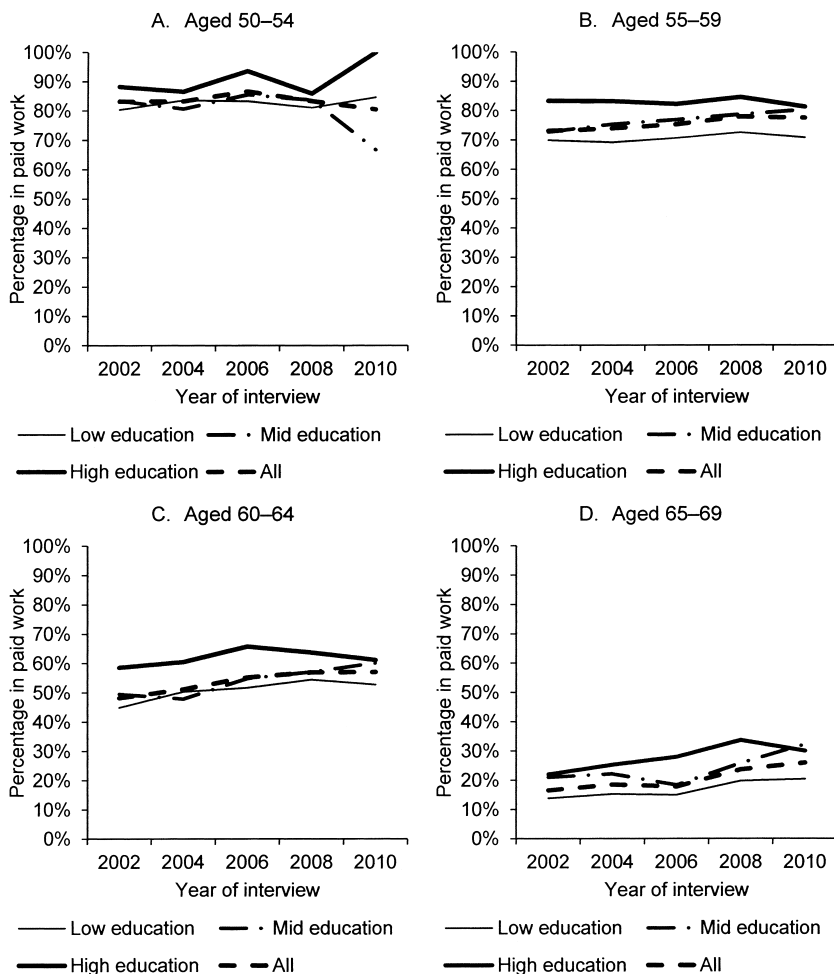 A. Aged 50–54
100%
90%
80%
70%
60%
50%
40%
30%
20%
10%
0%
Percentage in paid work
2002 2004 2006 2008 2010
Year of interview
Low education Mid education
High education All
B. Aged 55–59
100%
90%
80%
70%
60%
50%
40%
30%
20%
10%
0%
Percentage in paid work
2002 2004 2006 2008 2010
Year of interview
Low education Mid education
High education All
C. Aged 60–64
100%
90%
80%
70%
60%
50%
40%
30%
20%
10%
0%
Percentage in paid work
2002 2004 2006 2008 2010
Year of interview
Low education Mid education
High education All
D. Aged 65–69
100%
90%
80%
70%
60%
50%
40%
30%
20%
10%
0%
Percentage in paid work
2002 2004 2006 2008 2010
Year of interview
Low education Mid education
High education All